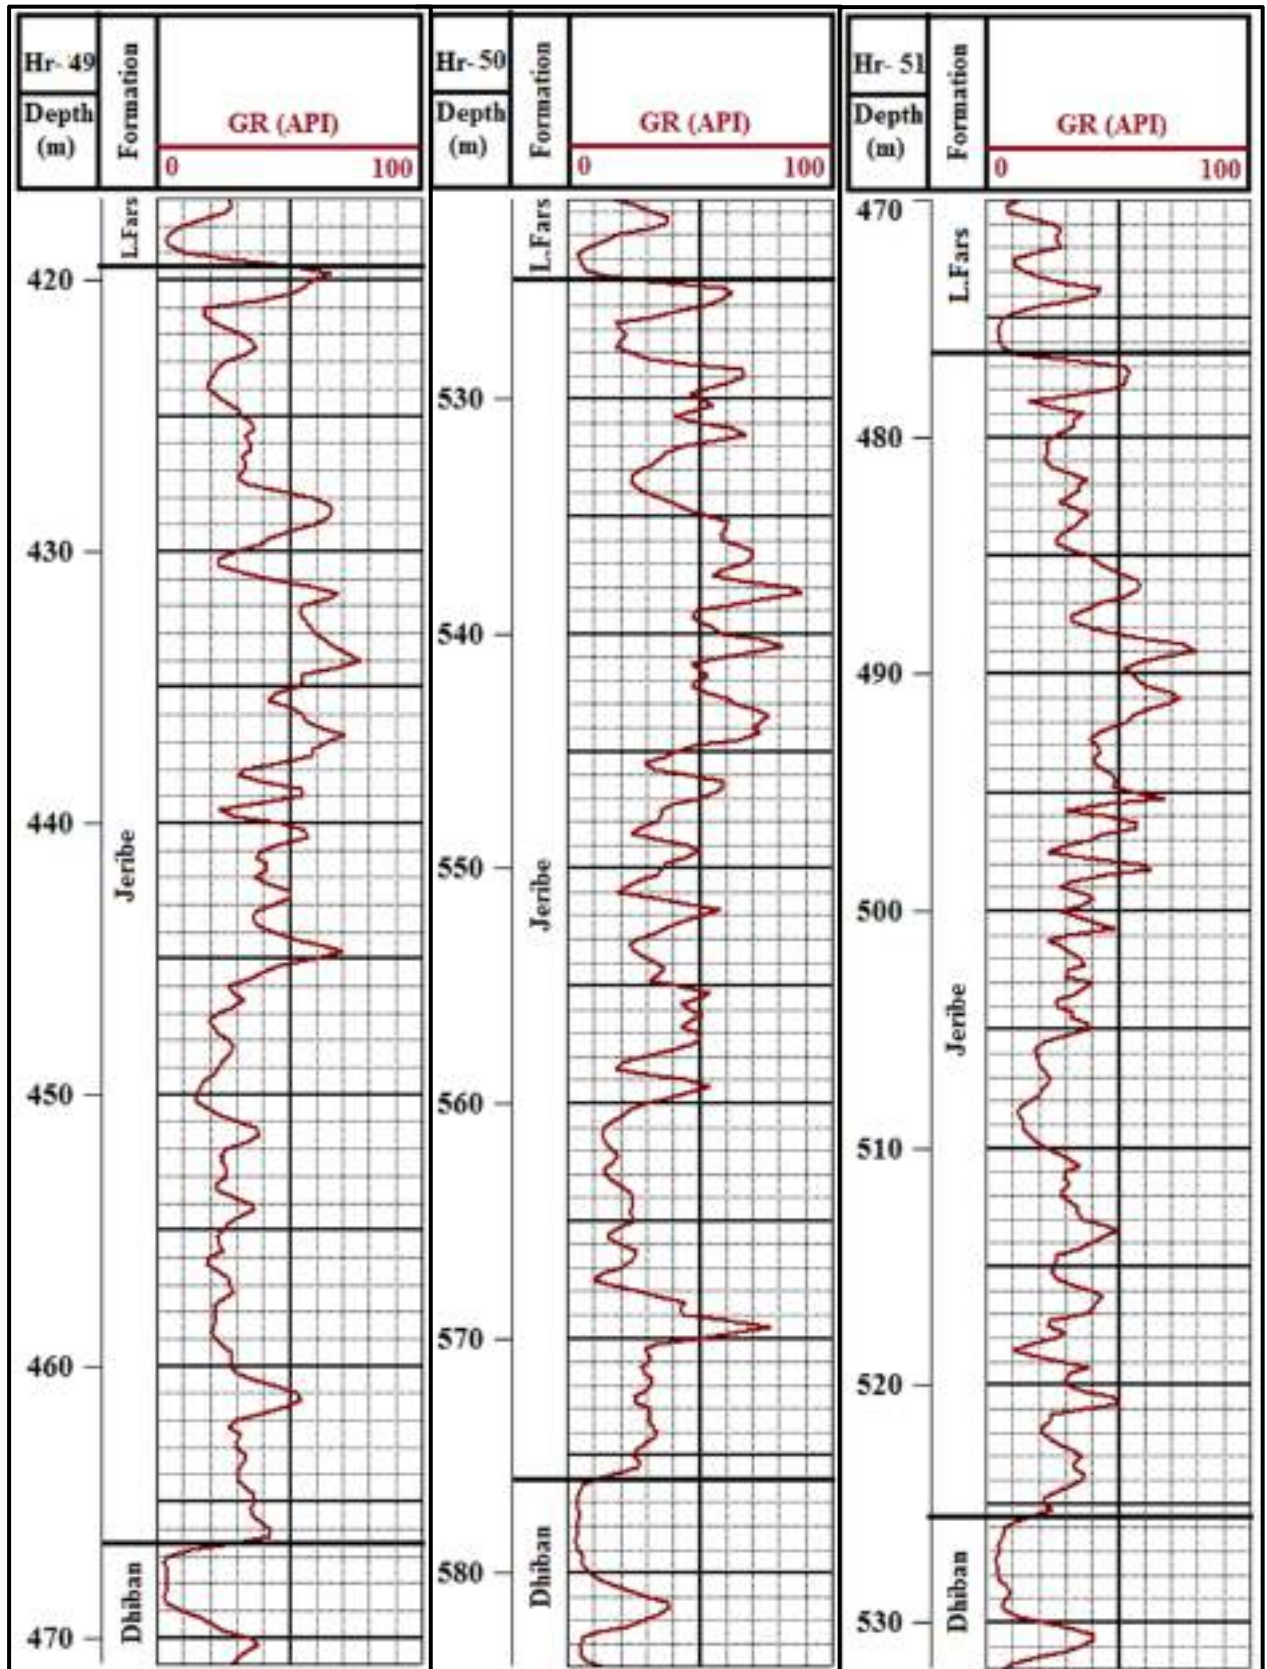 Hr- 49
Depth
(m)
Formation
GR (API)
0 100
L.Fars
420
430
440
Jeribe
450
460
470
Dhiban
Hr- 50
Depth
(m)
Formation
GR (API)
0 100
L.Fars
530
540
550
Jeribe
560
570
580
Dhiban
Hr- 51
Depth
(m)
Formation
GR (API)
0 100
470
L.Fars
480
490
500
Jeribe
510
520
530
Dhiban